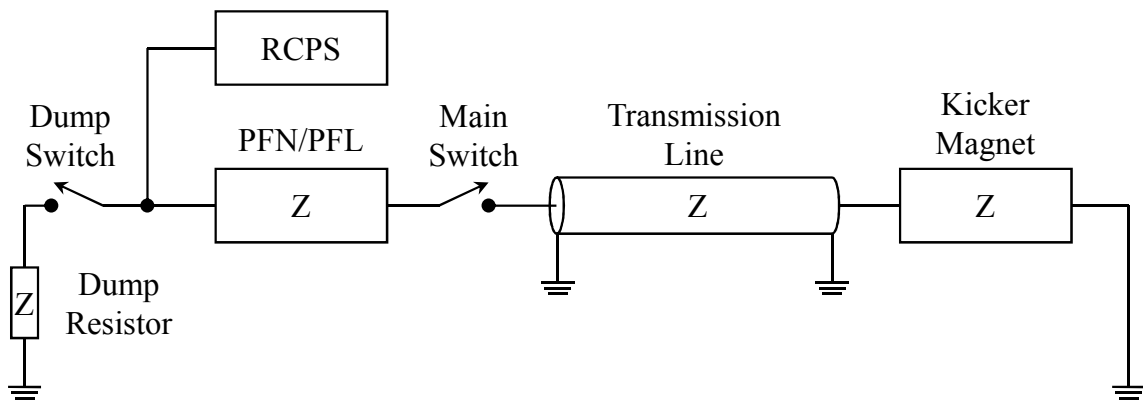 RCPS
Dump
Switch
PFN/PFL
Main
Switch
Transmission
Line
Kicker
Magnet
Z
Z
Z
Z
Dump
Resistor